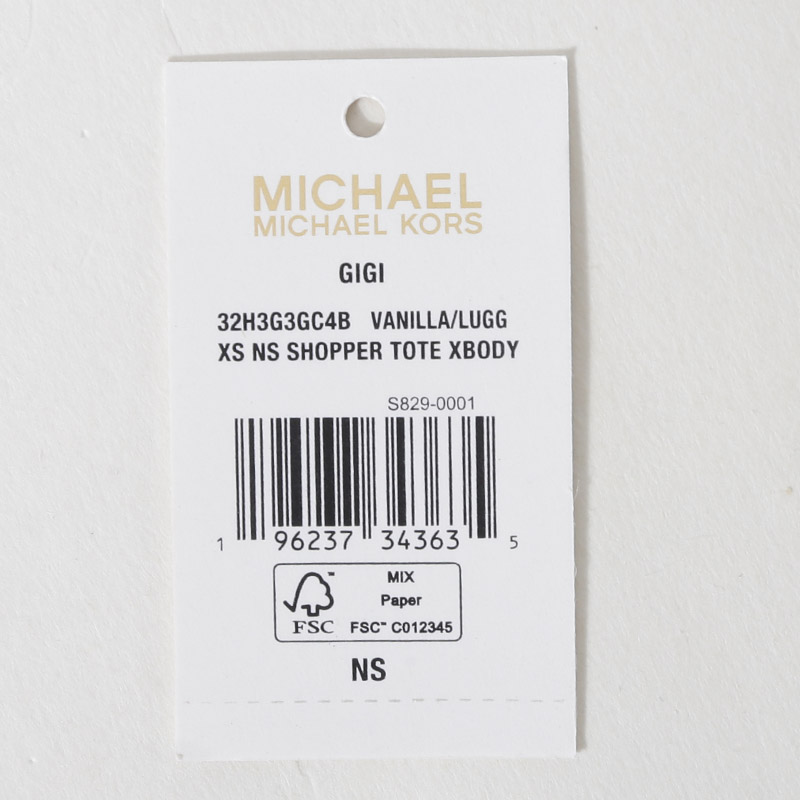 MICHAEL
MICHAEL KORS
GIGI
32H3G3GC4B VANILLA/LUGG
XS NS SHOPPER TOTE XBODY
S829-0001
1 96237 34363 5
MIX
Paper
FSC™ C012345
FSC
NS